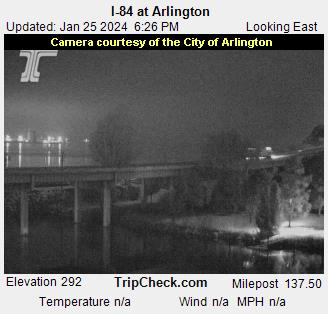 I-84 at Arlington
Updated: Jan 25 2024 6:26 PM Looking East
Camera courtesy of the City of Arlington
Elevation 292 TripCheck.com Milepost 137.50
Temperature n/a Wind n/a MPH n/a